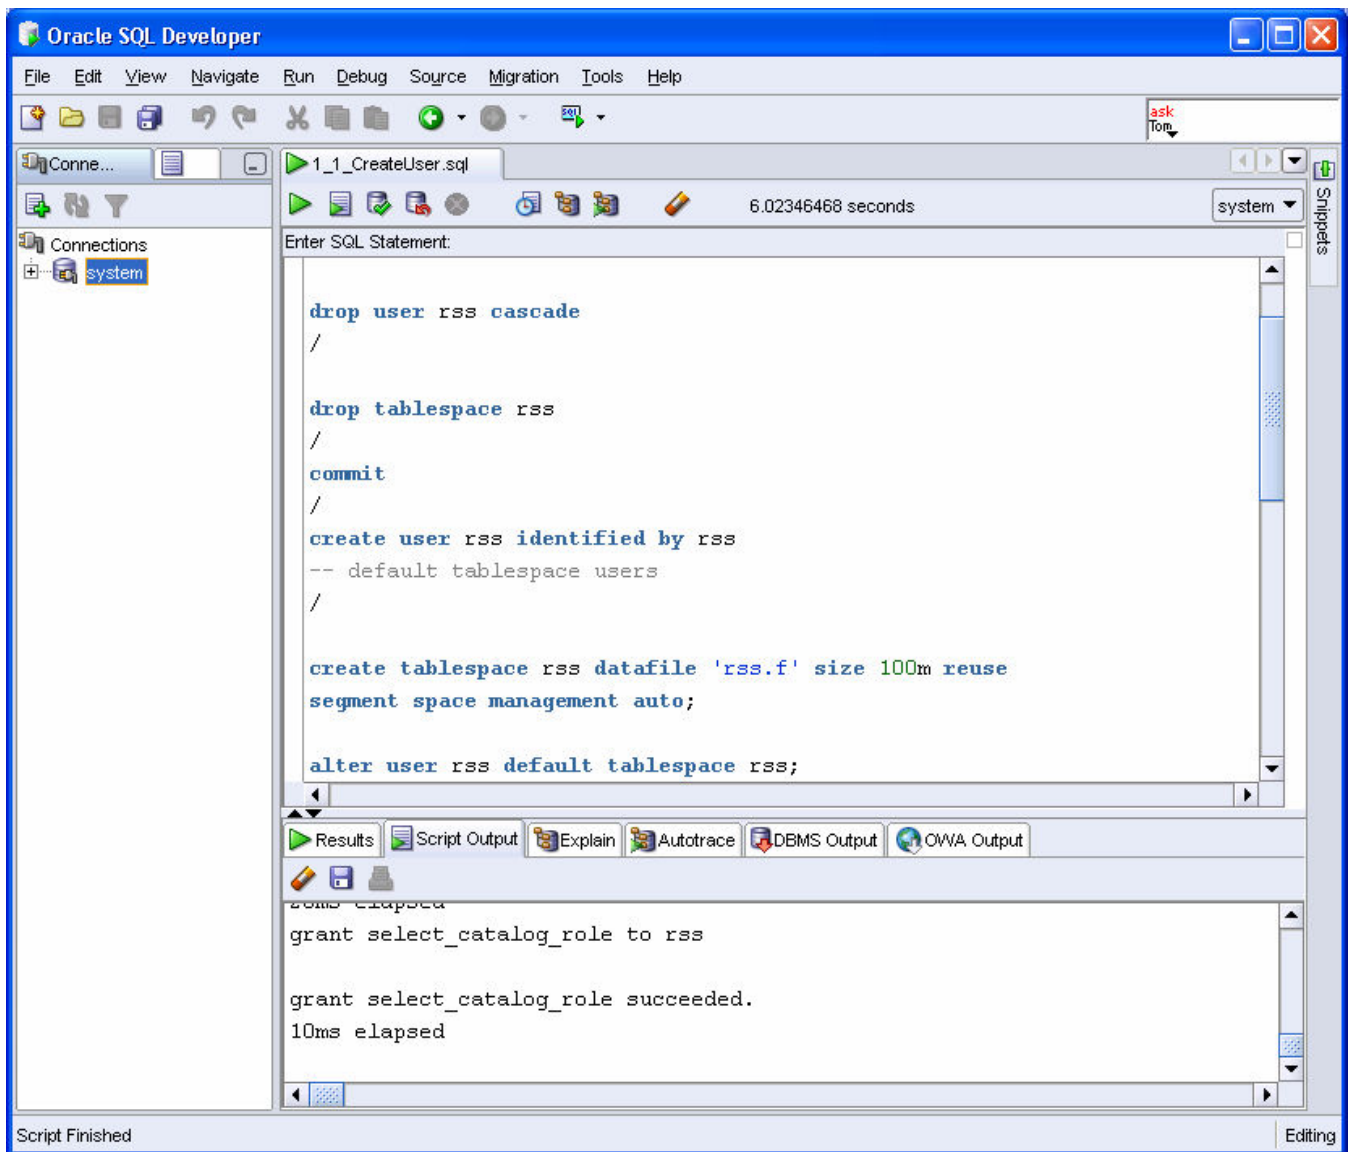 Oracle SQL Developer
File Edit View Navigate Run Debug Source Migration Tools Help
ask
Tom
Conne...
1_1_CreateUser.sql
6.02346468 seconds
system
Snippets
Connections
system
Enter SQL Statement:
drop user rss cascade
/
drop tablespace rss
/
commit
/
create user rss identified by rss
-- default tablespace users
/
create tablespace rss datafile 'rss.f' size 100m reuse
segment space management auto;
alter user rss default tablespace rss;
Results Script Output Explain Autotrace DBMS Output OWA Output
20ms elapsed
grant select_catalog_role to rss
grant select_catalog_role succeeded.
10ms elapsed
Script Finished
Editing